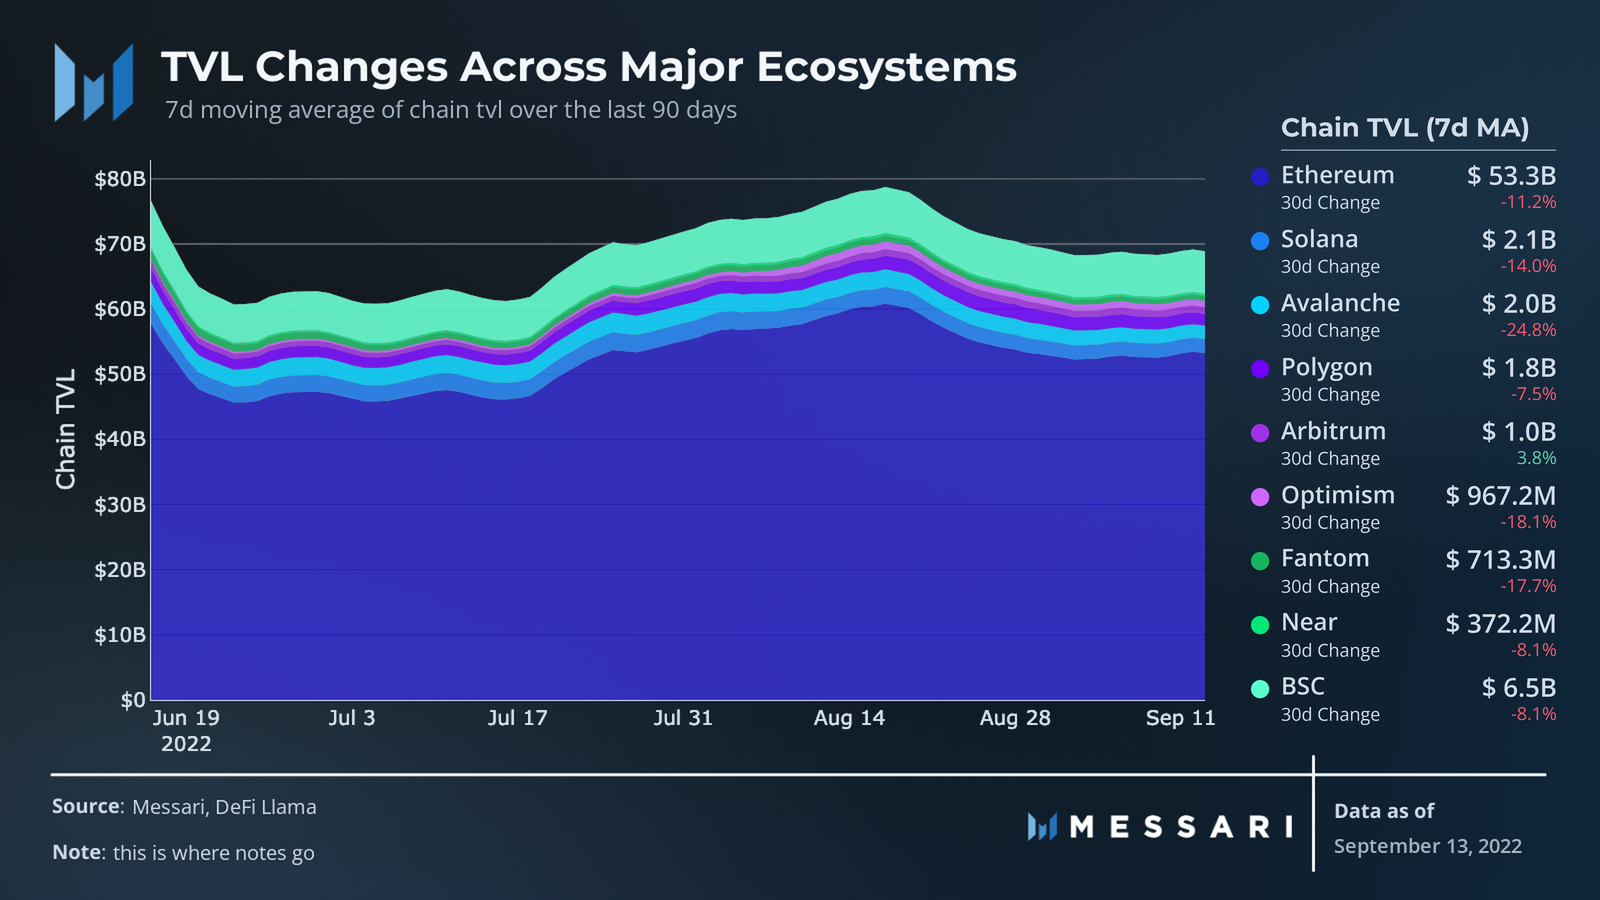 TVL Changes Across Major Ecosystems
7d moving average of chain tvl over the last 90 days
Chain TVL
$80B
$70B
$60B
$50B
$40B
$30B
$20B
$10B
$0
Jun 19 Jul 3 Jul 17 Jul 31 Aug 14 Aug 28 Sep 11
2022
Chain TVL (7d MA)
Ethereum $ 53.3B
30d Change -11.2%
Solana $ 2.1B
30d Change -14.0%
Avalanche $ 2.0B
30d Change -24.8%
Polygon $ 1.8B
30d Change -7.5%
Arbitrum $ 1.0B
30d Change 3.8%
Optimism $ 967.2M
30d Change -18.1%
Fantom $ 713.3M
30d Change -17.7%
Near $ 372.2M
30d Change -8.1%
BSC $ 6.5B
30d Change -8.1%
Source: Messari, DeFi Llama
Note: this is where notes go
MESSARI
Data as of
September 13, 2022